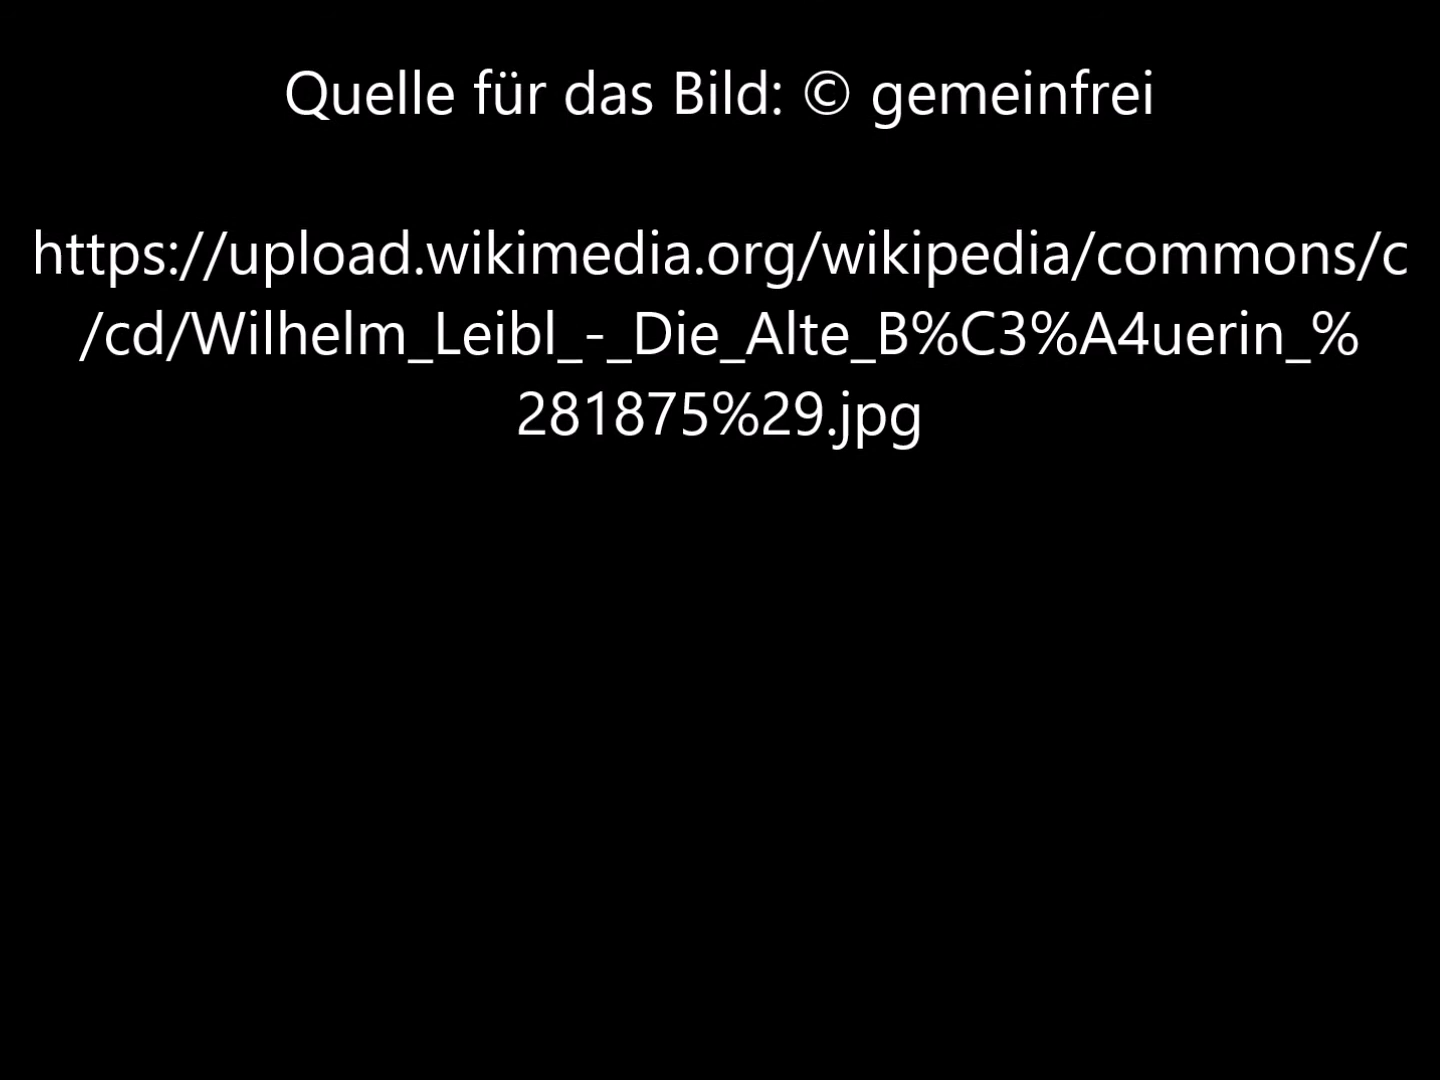 Quelle für das Bild: © gemeinfrei
https://upload.wikimedia.org/wikipedia/commons/c
/cd/Wilhelm_Leibl_-_Die_Alte_B%C3%A4uerin_%
281875%29.jpg